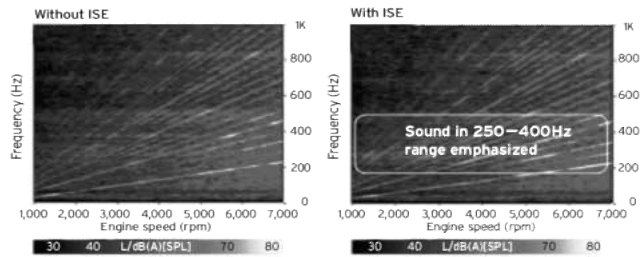 Without ISE
1K
800
600
400
200
0
Frequency (Hz)
1,000 2,000 3,000 4,000 5,000 6,000 7,000
Engine speed (rpm)
30 40 L/dB(A)[SPL] 70 80
With ISE
1K
800
600
400
200
0
Frequency (Hz)
Sound in 250—400Hz
range emphasized
1,000 2,000 3,000 4,000 5,000 6,000 7,000
Engine speed (rpm)
30 40 L/dB(A)[SPL] 70 80